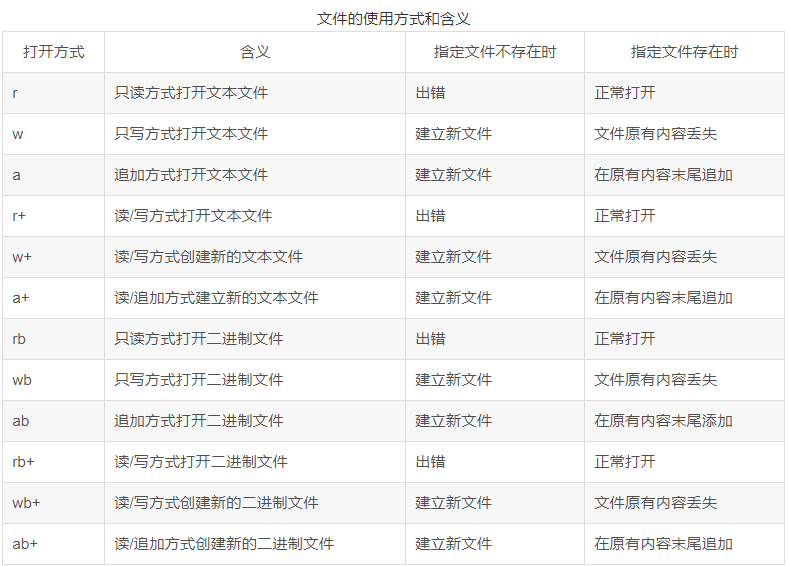 文件的使用方式和含义
打开方式 含义 指定文件不存在时 指定文件存在时
r 只读方式打开文本文件 出错 正常打开
w 只写方式打开文本文件 建立新文件 文件原有内容丢失
a 追加方式打开文本文件 建立新文件 在原有内容末尾追加
r+ 读/写方式打开文本文件 出错 正常打开
w+ 读/写方式创建新的文本文件 建立新文件 文件原有内容丢失
a+ 读/追加方式建立新的文本文件 建立新文件 在原有内容末尾追加
rb 只读方式打开二进制文件 出错 正常打开
wb 只写方式打开二进制文件 建立新文件 文件原有内容丢失
ab 追加方式打开二进制文件 建立新文件 在原有内容末尾添加
rb+ 读/写方式打开二进制文件 出错 正常打开
wb+ 读/写方式创建新的二进制文件 建立新文件 文件原有内容丢失
ab+ 读/追加方式创建新的二进制文件 建立新文件 在原有内容末尾追加